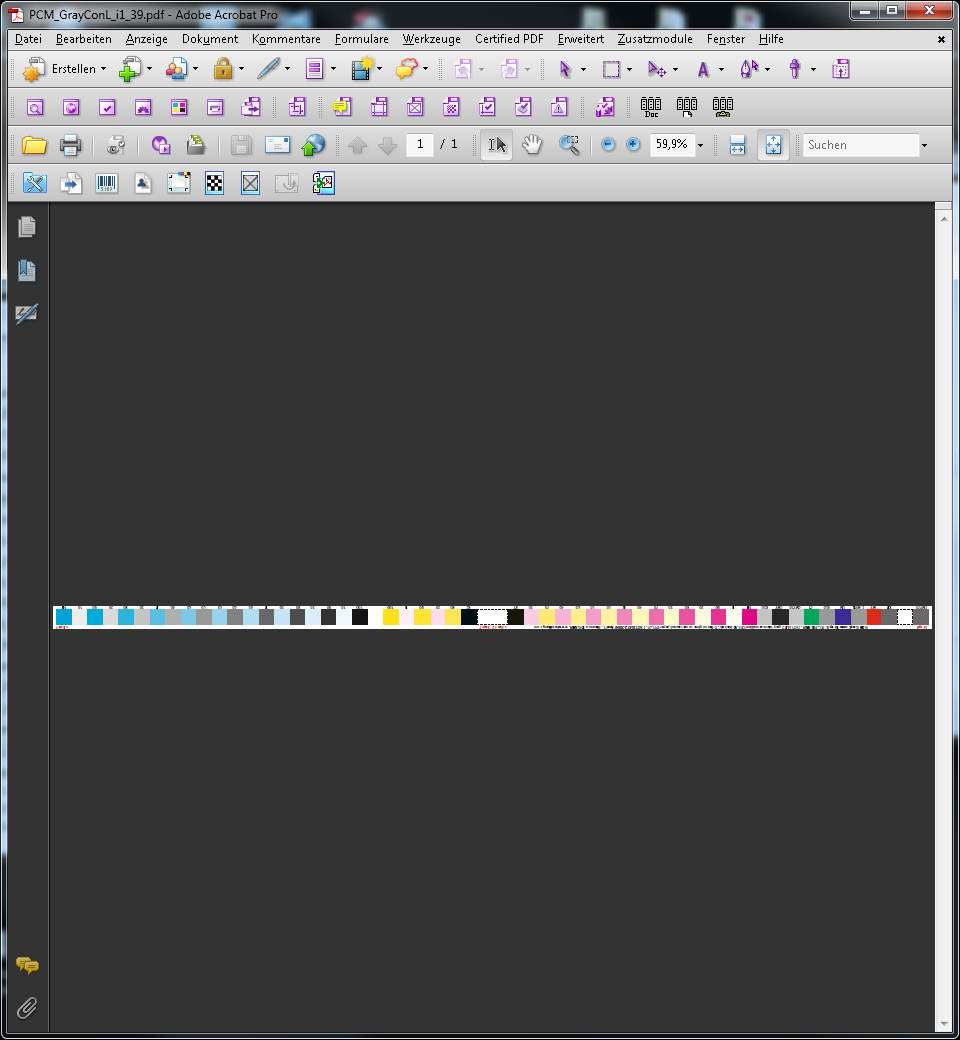 PCM_GrayConL_i1_39.pdf - Adobe Acrobat Pro
Datei Bearbeiten Anzeige Dokument Kommentare Formulare Werkzeuge Certified PDF Erweitert Zusatzmodule Fenster Hilfe
Erstellen
Doc
1 / 1 59,9% Suchen